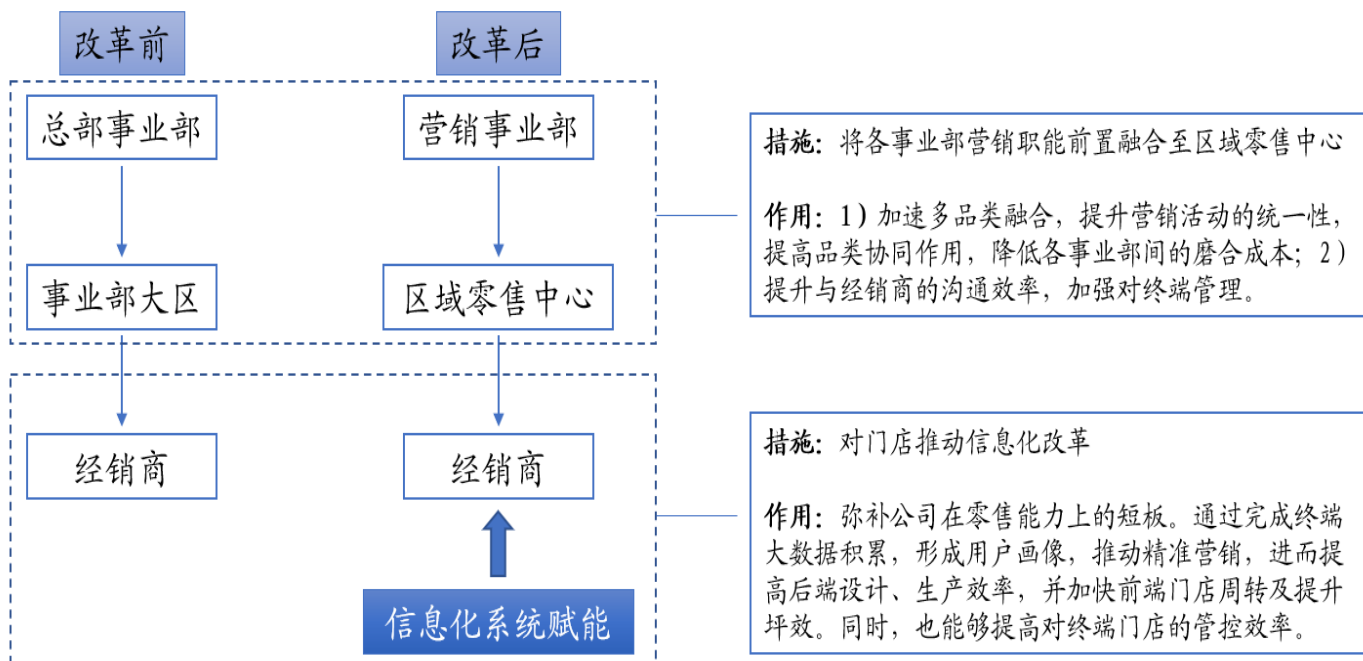 改革前
改革后
总部事业部
营销事业部
事业部大区
区域零售中心
经销商
经销商
信息化系统赋能
措施：将各事业部营销职能前置融合至区域零售中心
作用：1）加速多品类融合，提升营销活动的统一性，
提高品类协同作用，降低各事业部间的磨合成本；2）
提升与经销商的沟通效率，加强对终端管理。
措施：对门店推动信息化改革
作用：弥补公司在零售能力上的短板。通过完成终端
大数据积累，形成用户画像，推动精准营销，进而提
高后端设计、生产效率，并加快前端门店周转及提升
坪效。同时，也能够提高对终端门店的管控效率。